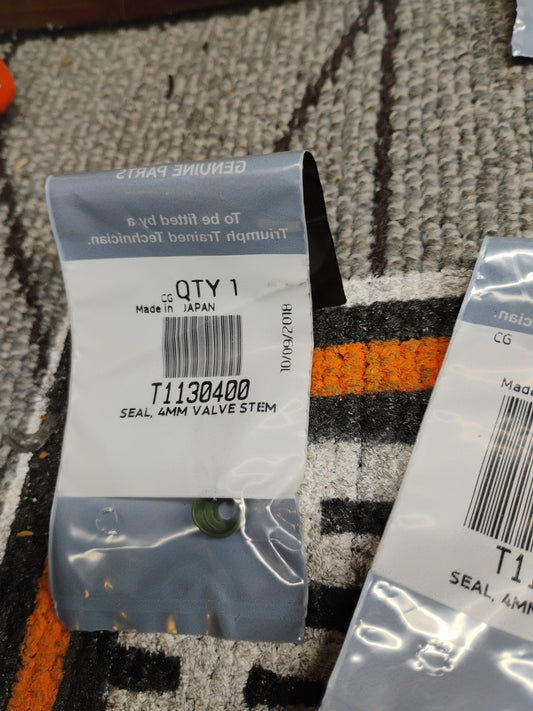 GENUINE PARTS
To be fitted by a
Triumph Trained Technician.
CG QTY 1
Made in JAPAN
10/09/2018
T1130400
SEAL, 4MM VALVE STEM
cian.
CG
Made
T11
SEAL, 4MM